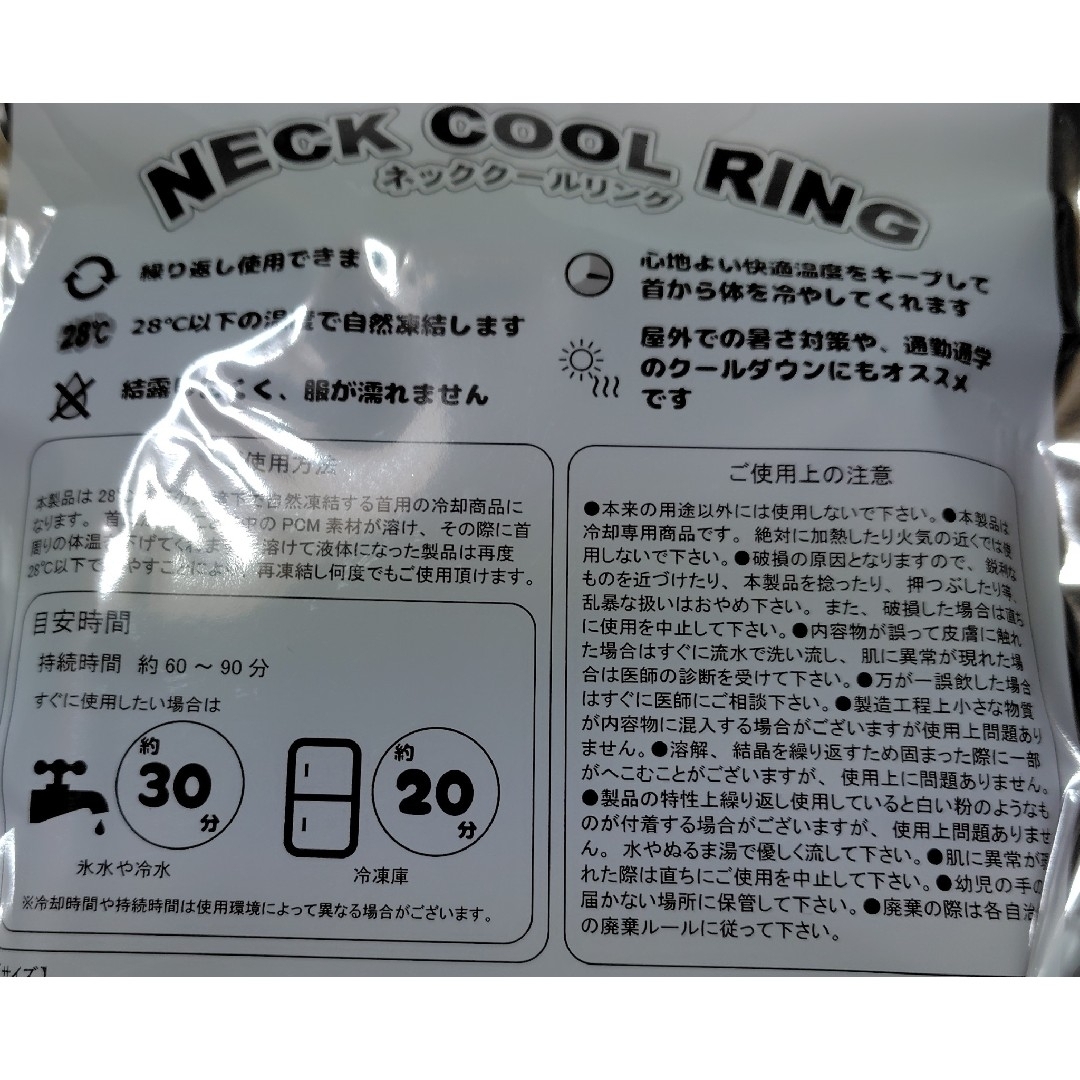 NECK COOL RING
ネッククールリング
繰り返し使用できま
28℃
28℃以下の温度で自然凍結します
結露しにくく、服が濡れません
心地よい快適温度をキープして
首から体を冷やしてくれます
屋外での暑さ対策や、通勤通学
のクールダウンにもオススメ
です
使用方法
本製品は28℃ 下で自然凍結する首用の冷却商品に
なります。首 中のPCM素材が溶け、その際に首
周りの体温を下げてくれま 溶けて液体になった製品は再度
28℃以下で冷やすことによ 再凍結し何度でもご使用頂けます。
目安時間
持続時間 約60～90分
すぐに使用したい場合は
約
30
分
氷水や冷水
約
20
分
冷凍庫
※冷却時間や持続時間は使用環境によって異なる場合がございます。
サイズ】
ご使用上の注意
●本来の用途以外には使用しないで下さい。●本製品は
冷却専用商品です。絶対に加熱したり火気の近くでは使
用しないで下さい。●破損の原因となりますので、鋭利な
ものを近づけたり、本製品を捻ったり、押つぶしたり等、
乱暴な扱いはおやめ下さい。また、破損した場合は直ち
に使用を中止して下さい。●内容物が誤って皮膚に触れ
た場合はすぐに流水で洗い流し、肌に異常が現れた場
合は医師の診断を受けて下さい。●万が一誤飲した場合
はすぐに医師にご相談下さい。●製造工程上小さな物質
が内容物に混入する場合がございますが使用上問題あり
ません。●溶解、結晶を繰り返すため固まった際に一部
がへこむことがございますが、使用上に問題ありません。
●製品の特性上繰り返し使用していると白い粉のようなも
のが付着する場合がございますが、使用上問題ありませ
ん。水やぬるま湯で優しく流して下さい。●肌に異常が現
れた際は直ちにご使用を中止して下さい。●幼児の手の
届かない場所に保管して下さい。●廃棄の際は各自治
の廃棄ルールに従って下さい。